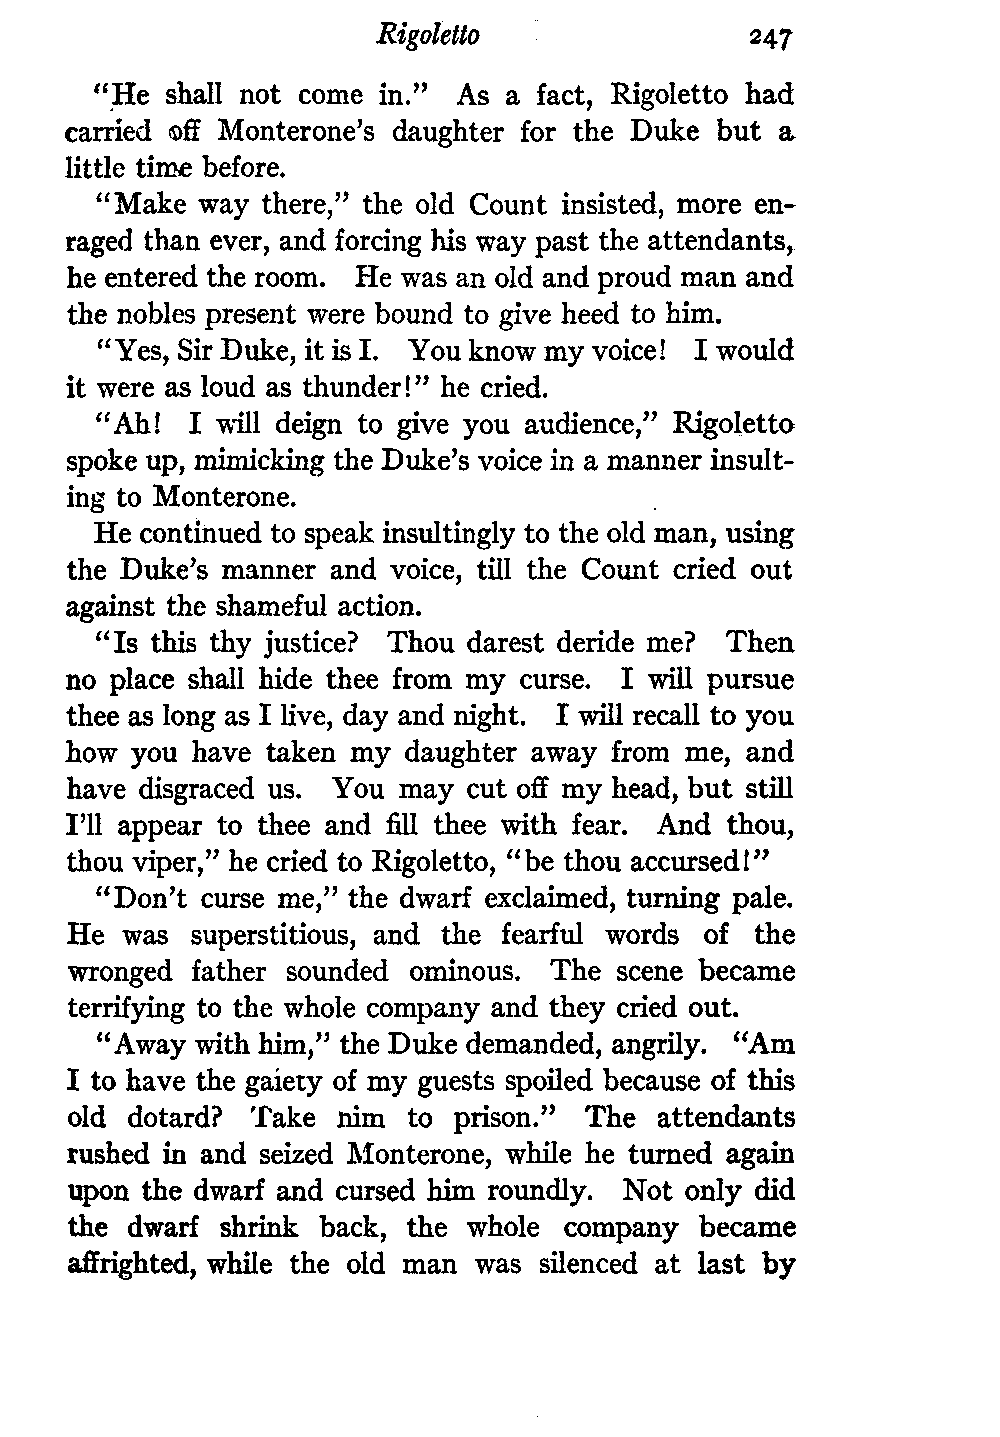 Rigoletto 247
"He shall not come in." As a fact, Rigoletto had
carried off Monterone's daughter for the Duke but a
little time before.
"Make way there," the old Count insisted, more en-
raged than ever, and forcing his way past the attendants,
he entered the room. He was an old and proud man and
the nobles present were bound to give heed to him.
"Yes, Sir Duke, it is I. You know my voice! I would
it were as loud as thunder!" he cried.
"Ah! I will deign to give you audience," Rigoletto
spoke up, mimicking the Duke's voice in a manner insult-
ing to Monterone.
He continued to speak insultingly to the old man, using
the Duke's manner and voice, till the Count cried out
against the shameful action.
"Is this thy justice? Thou darest deride me? Then
no place shall hide thee from my curse. I will pursue
thee as long as I live, day and night. I will recall to you
how you have taken my daughter away from me, and
have disgraced us. You may cut off my head, but still
I'll appear to thee and fill thee with fear. And thou,
thou viper," he cried to Rigoletto, "be thou accursed!"
"Don't curse me," the dwarf exclaimed, turning pale.
He was superstitious, and the fearful words of the
wronged father sounded ominous. The scene became
terrifying to the whole company and they cried out.
"Away with him," the Duke demanded, angrily. "Am
I to have the gaiety of my guests spoiled because of this
old dotard? Take him to prison." The attendants
rushed in and seized Monterone, while he turned again
upon the dwarf and cursed him roundly. Not only did
the dwarf shrink back, the whole company became
affrighted, while the old man was silenced at last by